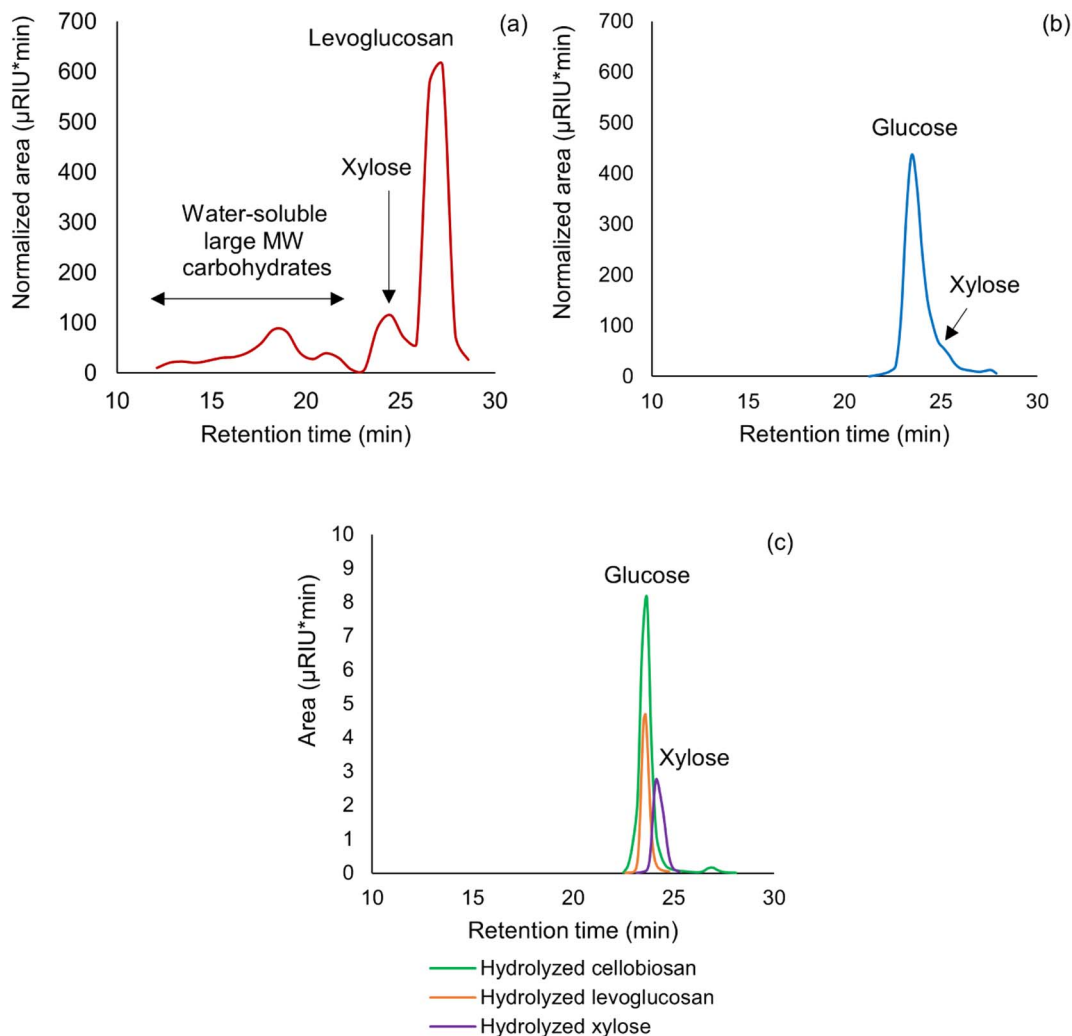 (a)
Normalized area (µRIU*min)
700
600
500
400
300
200
100
0
Levoglucosan
Xylose
Water-soluble
large MW
carbohydrates
10 15 20 25 30
Retention time (min)
(b)
Normalized area (µRIU*min)
700
600
500
400
300
200
100
0
Glucose
Xylose
10 15 20 25 30
Retention time (min)
(c)
Area (µRIU*min)
10
9
8
7
6
5
4
3
2
1
0
Glucose
Xylose
10 15 20 25 30
Retention time (min)
Hydrolyzed cellobiosan
Hydrolyzed levoglucosan
Hydrolyzed xylose